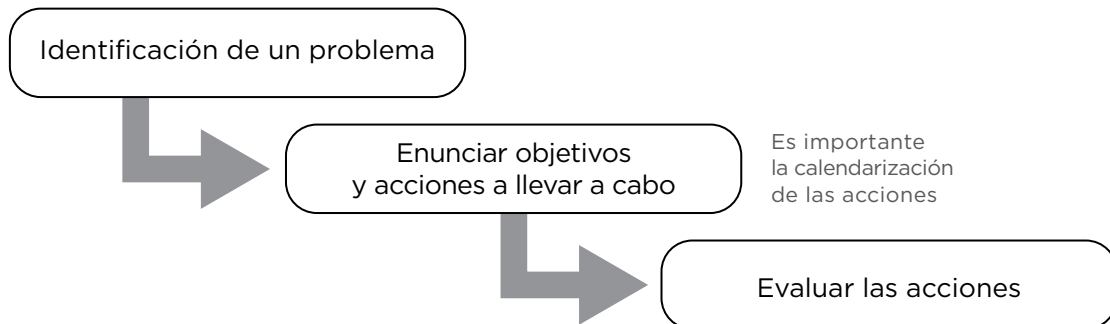 Identificación de un problema
Enunciar objetivos
y acciones a llevar a cabo
Es importante
la calendarización
de las acciones
Evaluar las acciones